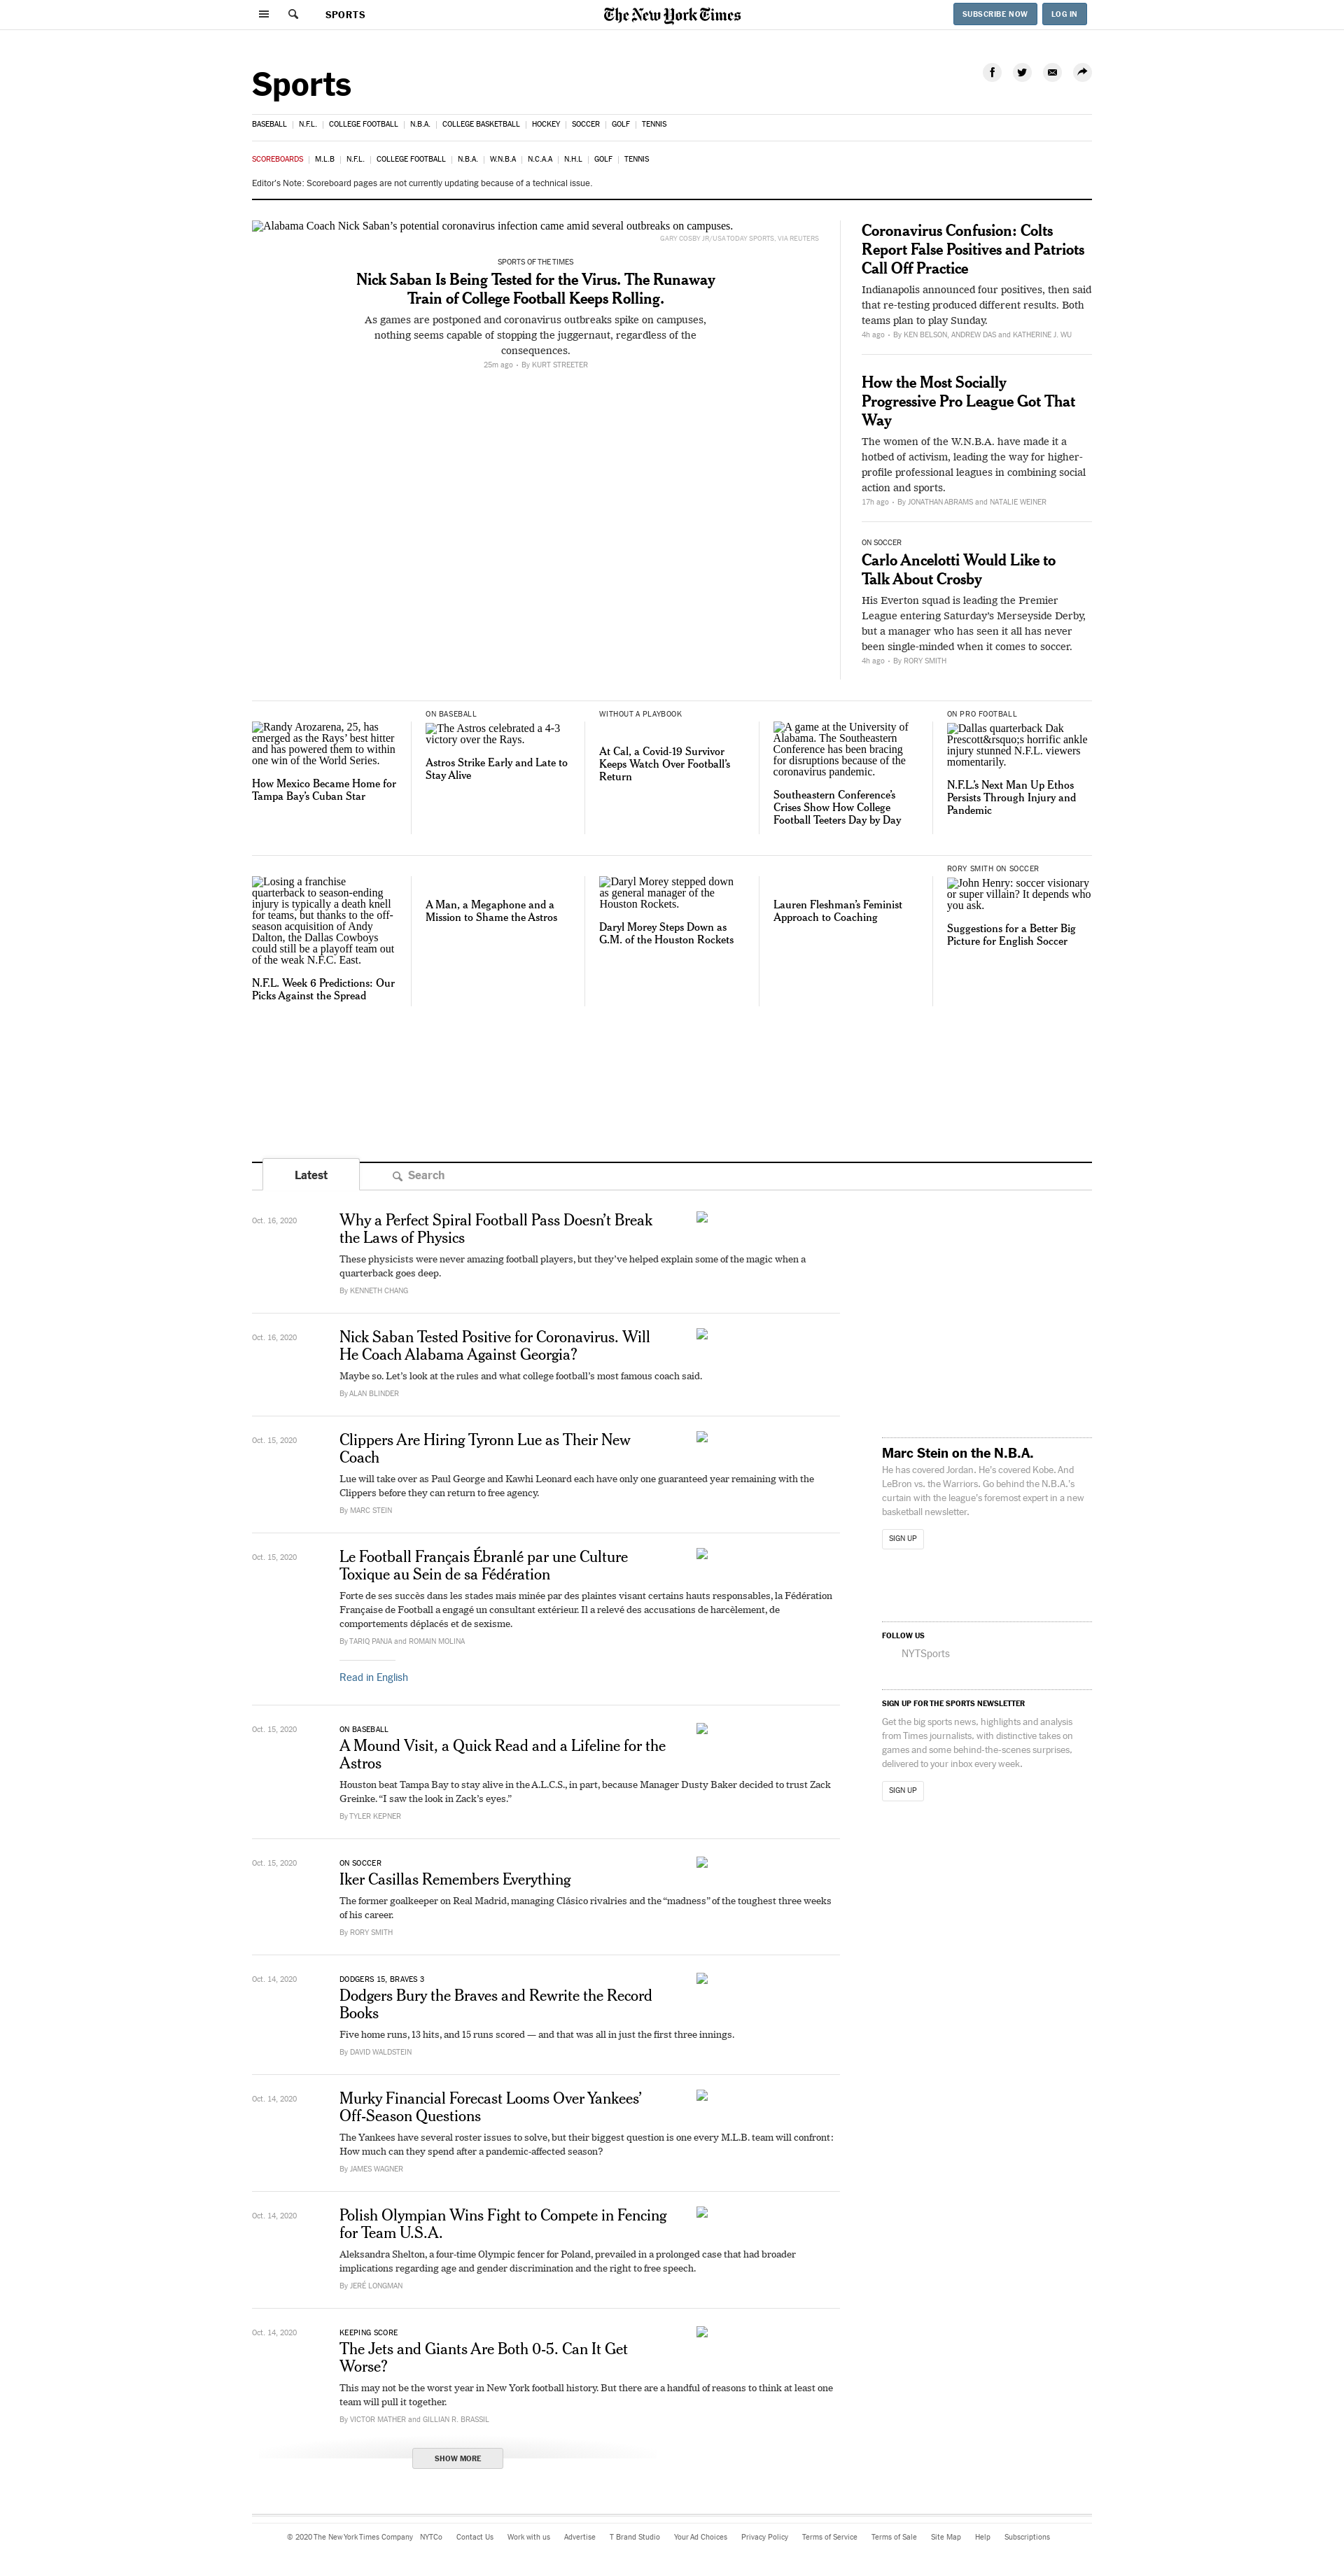 SPORTS
The New York Times
SUBSCRIBE NOW
LOG IN
Sports
BASEBALL | N.F.L. | COLLEGE FOOTBALL | N.B.A. | COLLEGE BASKETBALL | HOCKEY | SOCCER | GOLF | TENNIS
SCOREBOARDS | M.L.B | N.F.L. | COLLEGE FOOTBALL | N.B.A. | W.N.B.A | N.C.A.A | N.H.L | GOLF | TENNIS
Editor's Note: Scoreboard pages are not currently updating because of a technical issue.
Alabama Coach Nick Saban’s potential coronavirus infection came amid several outbreaks on campuses.
GARY COSBY JR/USA TODAY SPORTS, VIA REUTERS
SPORTS OF THE TIMES
Nick Saban Is Being Tested for the Virus. The Runaway
Train of College Football Keeps Rolling.
As games are postponed and coronavirus outbreaks spike on campuses,
nothing seems capable of stopping the juggernaut, regardless of the
consequences.
25m ago • By KURT STREETER
Coronavirus Confusion: Colts
Report False Positives and Patriots
Call Off Practice
Indianapolis announced four positives, then said
that re-testing produced different results. Both
teams plan to play Sunday.
4h ago • By KEN BELSON, ANDREW DAS and KATHERINE J. WU
How the Most Socially
Progressive Pro League Got That
Way
The women of the W.N.B.A. have made it a
hotbed of activism, leading the way for higher-
profile professional leagues in combining social
action and sports.
17h ago • By JONATHAN ABRAMS and NATALIE WEINER
ON SOCCER
Carlo Ancelotti Would Like to
Talk About Crosby
His Everton squad is leading the Premier
League entering Saturday’s Merseyside Derby,
but a manager who has seen it all has never
been single-minded when it comes to soccer.
4h ago • By RORY SMITH
Randy Arozarena, 25, has
emerged as the Rays’ best hitter
and has powered them to within
one win of the World Series.
How Mexico Became Home for
Tampa Bay’s Cuban Star
ON BASEBALL
The Astros celebrated a 4-3
victory over the Rays.
Astros Strike Early and Late to
Stay Alive
WITHOUT A PLAYBOOK
At Cal, a Covid-19 Survivor
Keeps Watch Over Football’s
Return
A game at the University of
Alabama. The Southeastern
Conference has been bracing
for disruptions because of the
coronavirus pandemic.
Southeastern Conference’s
Crises Show How College
Football Teeters Day by Day
ON PRO FOOTBALL
Dallas quarterback Dak
Prescott&rsquo;s horrific ankle
injury stunned N.F.L. viewers
momentarily.
N.F.L.’s Next Man Up Ethos
Persists Through Injury and
Pandemic
Losing a franchise
quarterback to season-ending
injury is typically a death knell
for teams, but thanks to the off-
season acquisition of Andy
Dalton, the Dallas Cowboys
could still be a playoff team out
of the weak N.F.C. East.
N.F.L. Week 6 Predictions: Our
Picks Against the Spread
A Man, a Megaphone and a
Mission to Shame the Astros
Daryl Morey stepped down
as general manager of the
Houston Rockets.
Daryl Morey Steps Down as
G.M. of the Houston Rockets
Lauren Fleshman’s Feminist
Approach to Coaching
RORY SMITH ON SOCCER
John Henry: soccer visionary
or super villain? It depends who
you ask.
Suggestions for a Better Big
Picture for English Soccer
Latest
Search
Oct. 16, 2020
Why a Perfect Spiral Football Pass Doesn’t Break
the Laws of Physics
These physicists were never amazing football players, but they’ve helped explain some of the magic when a
quarterback goes deep.
By KENNETH CHANG
Oct. 16, 2020
Nick Saban Tested Positive for Coronavirus. Will
He Coach Alabama Against Georgia?
Maybe so. Let’s look at the rules and what college football’s most famous coach said.
By ALAN BLINDER
Oct. 15, 2020
Clippers Are Hiring Tyronn Lue as Their New
Coach
Lue will take over as Paul George and Kawhi Leonard each have only one guaranteed year remaining with the
Clippers before they can return to free agency.
By MARC STEIN
Oct. 15, 2020
Le Football Français Ébranlé par une Culture
Toxique au Sein de sa Fédération
Forte de ses succès dans les stades mais minée par des plaintes visant certains hauts responsables, la Fédération
Française de Football a engagé un consultant extérieur. Il a relevé des accusations de harcèlement, de
comportements déplacés et de sexisme.
By TARIQ PANJA and ROMAIN MOLINA
Read in English
Oct. 15, 2020
ON BASEBALL
A Mound Visit, a Quick Read and a Lifeline for the
Astros
Houston beat Tampa Bay to stay alive in the A.L.C.S., in part, because Manager Dusty Baker decided to trust Zack
Greinke. “I saw the look in Zack’s eyes.”
By TYLER KEPNER
Oct. 15, 2020
ON SOCCER
Iker Casillas Remembers Everything
The former goalkeeper on Real Madrid, managing Clásico rivalries and the “madness” of the toughest three weeks
of his career.
By RORY SMITH
Oct. 14, 2020
DODGERS 15, BRAVES 3
Dodgers Bury the Braves and Rewrite the Record
Books
Five home runs, 13 hits, and 15 runs scored — and that was all in just the first three innings.
By DAVID WALDSTEIN
Oct. 14, 2020
Murky Financial Forecast Looms Over Yankees’
Off-Season Questions
The Yankees have several roster issues to solve, but their biggest question is one every M.L.B. team will confront:
How much can they spend after a pandemic-affected season?
By JAMES WAGNER
Oct. 14, 2020
Polish Olympian Wins Fight to Compete in Fencing
for Team U.S.A.
Aleksandra Shelton, a four-time Olympic fencer for Poland, prevailed in a prolonged case that had broader
implications regarding age and gender discrimination and the right to free speech.
By JERÉ LONGMAN
Oct. 14, 2020
KEEPING SCORE
The Jets and Giants Are Both 0-5. Can It Get
Worse?
This may not be the worst year in New York football history. But there are a handful of reasons to think at least one
team will pull it together.
By VICTOR MATHER and GILLIAN R. BRASSIL
SHOW MORE
Marc Stein on the N.B.A.
He has covered Jordan. He’s covered Kobe. And
LeBron vs. the Warriors. Go behind the N.B.A.’s
curtain with the league’s foremost expert in a new
basketball newsletter.
SIGN UP
FOLLOW US
NYTSports
SIGN UP FOR THE SPORTS NEWSLETTER
Get the big sports news, highlights and analysis
from Times journalists, with distinctive takes on
games and some behind-the-scenes surprises,
delivered to your inbox every week.
SIGN UP
© 2020 The New York Times Company NYTCo Contact Us Work with us Advertise T Brand Studio Your Ad Choices Privacy Policy Terms of Service Terms of Sale Site Map Help Subscriptions